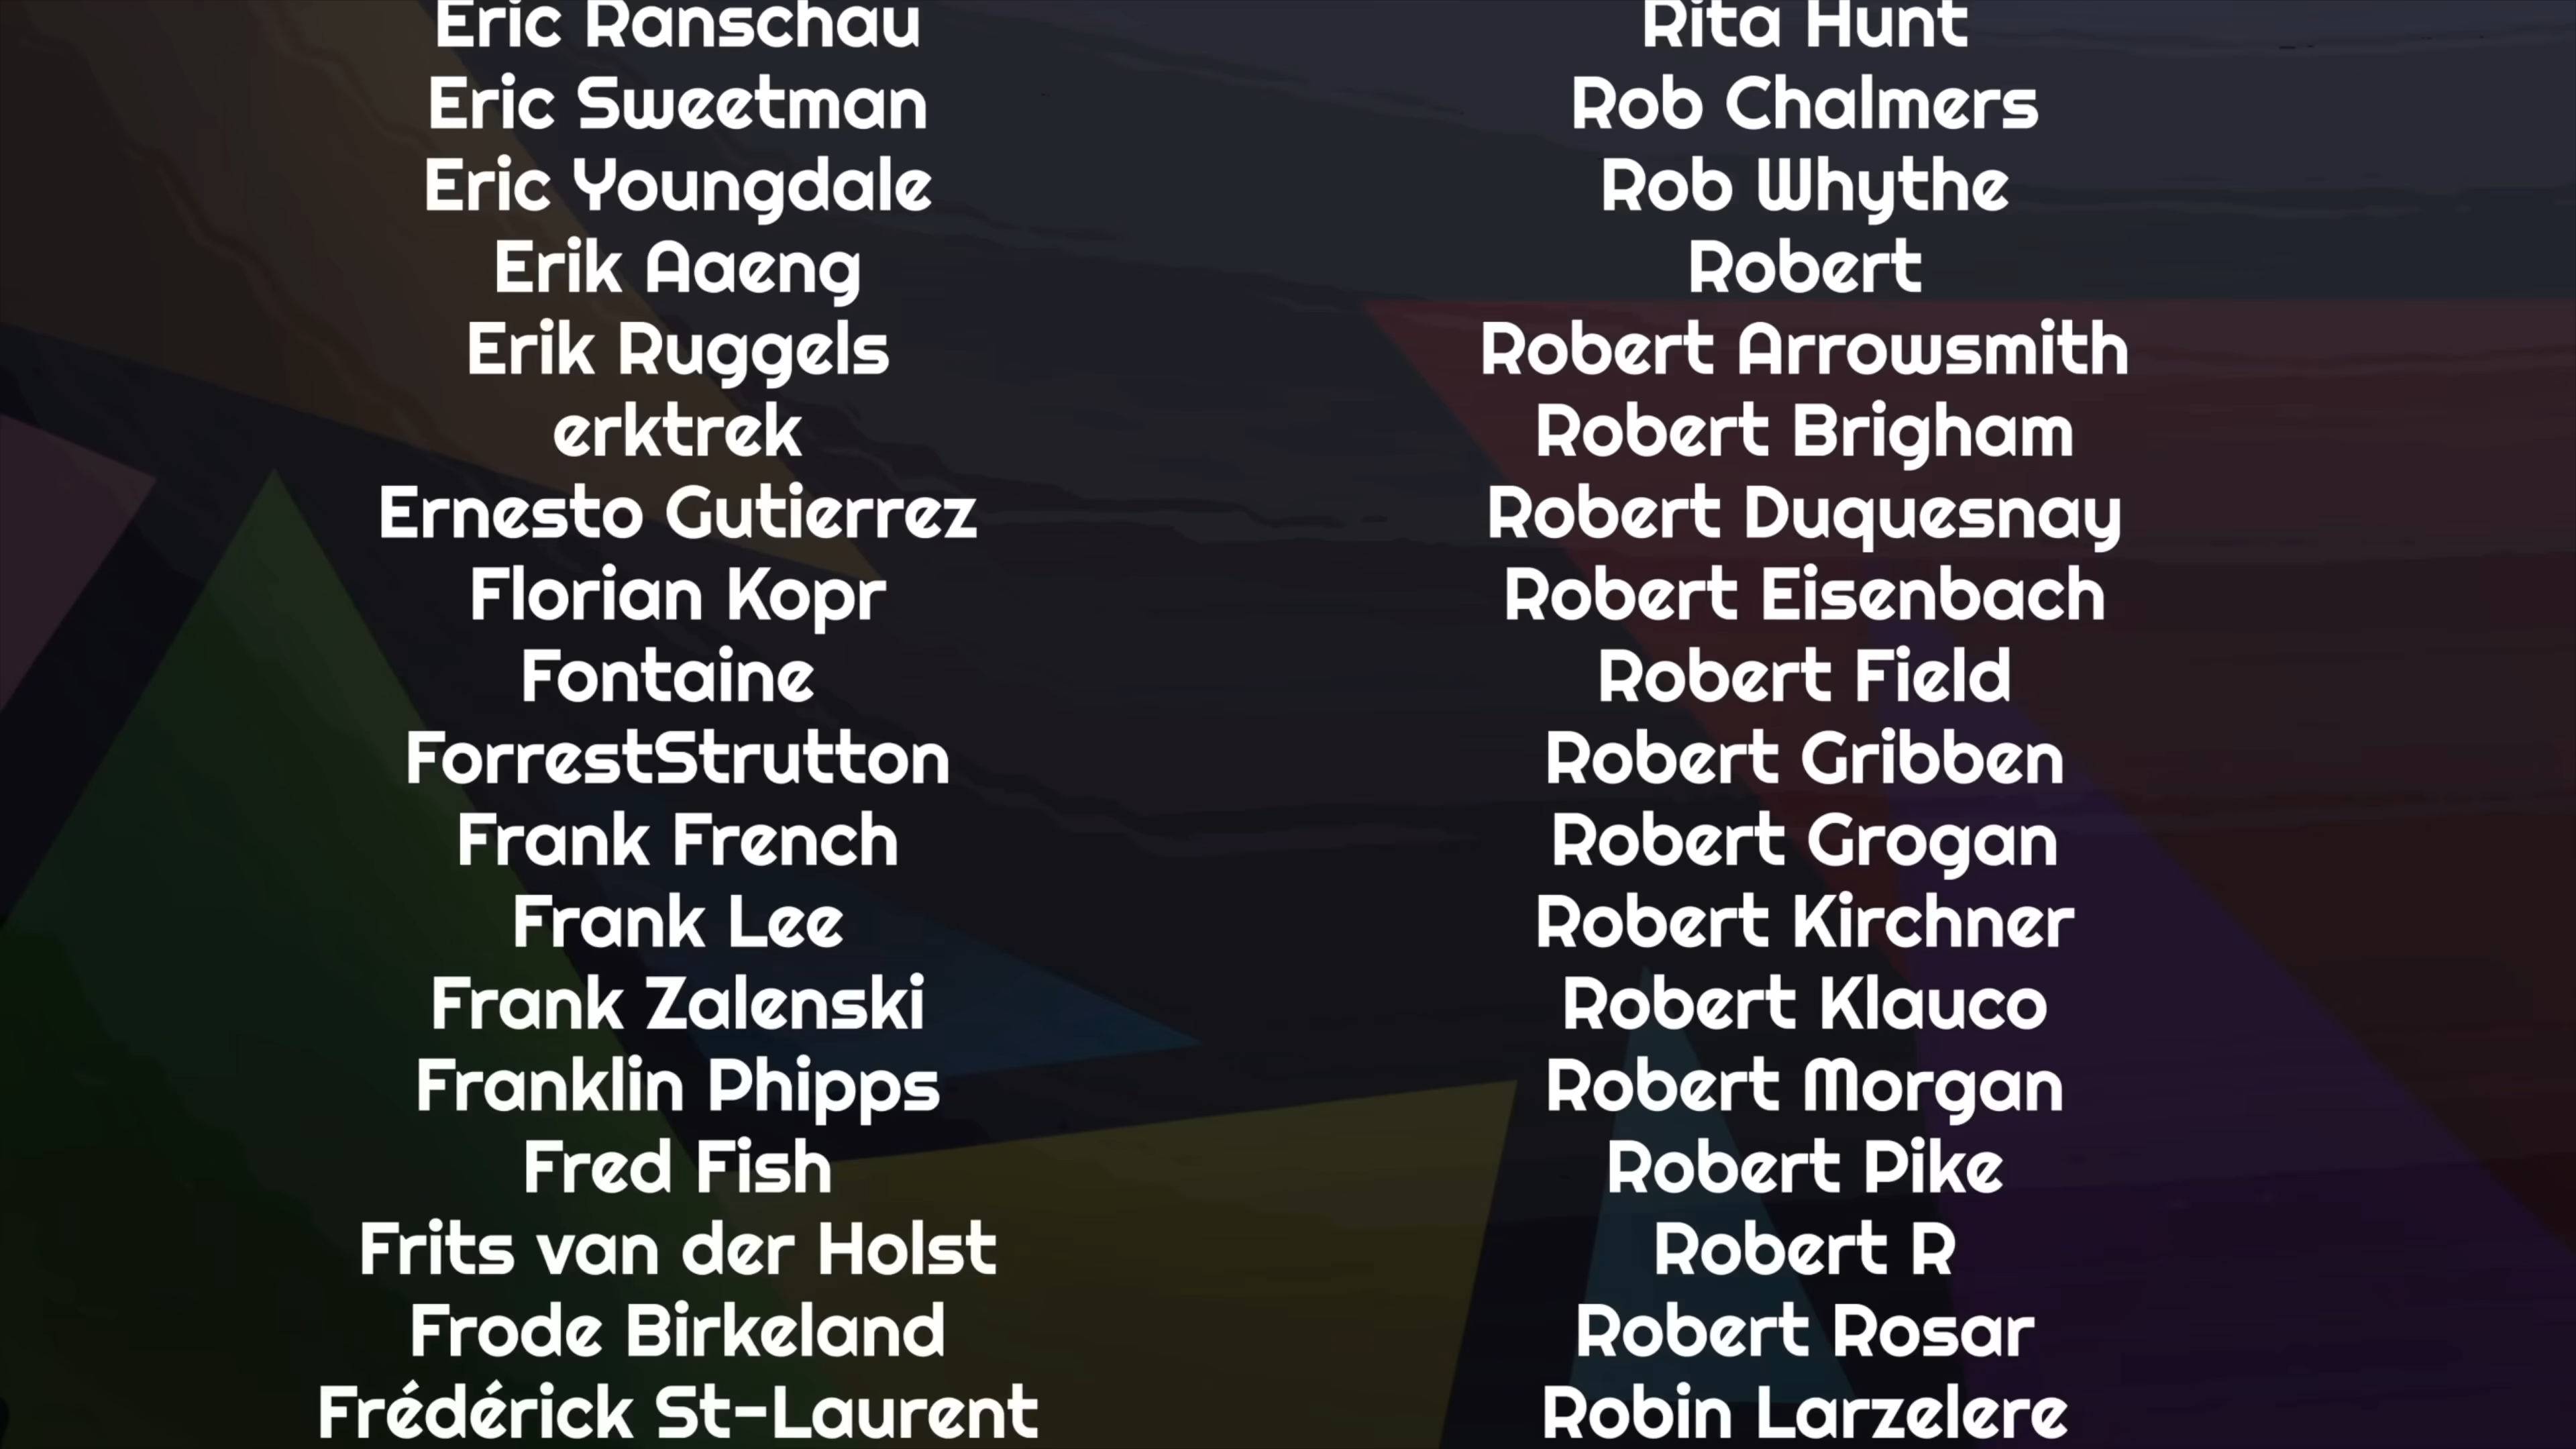 Eric Ranschau
Eric Sweetman
Eric Youngdale
Erik Aaeng
Erik Ruggels
erktrek
Ernesto Gutierrez
Florian Kopr
Fontaine
ForrestStrutton
Frank French
Frank Lee
Frank Zalenski
Franklin Phipps
Fred Fish
Frits van der Holst
Frode Birkeland
Frédérick St-Laurent
Rita Hunt
Rob Chalmers
Rob Whythe
Robert
Robert Arrowsmith
Robert Brigham
Robert Duquesnay
Robert Eisenbach
Robert Field
Robert Gribben
Robert Grogan
Robert Kirchner
Robert Klauco
Robert Morgan
Robert Pike
Robert R
Robert Rosar
Robin Larzelere